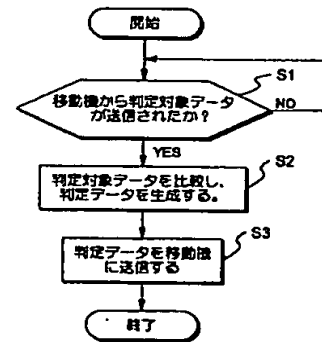 開始
S1
移動機から判定対象データ
が送信されたか？
NO
YES
S2
判定対象データを比較し、
判定データを生成する。
S3
判定データを移動機
に送信する
終了